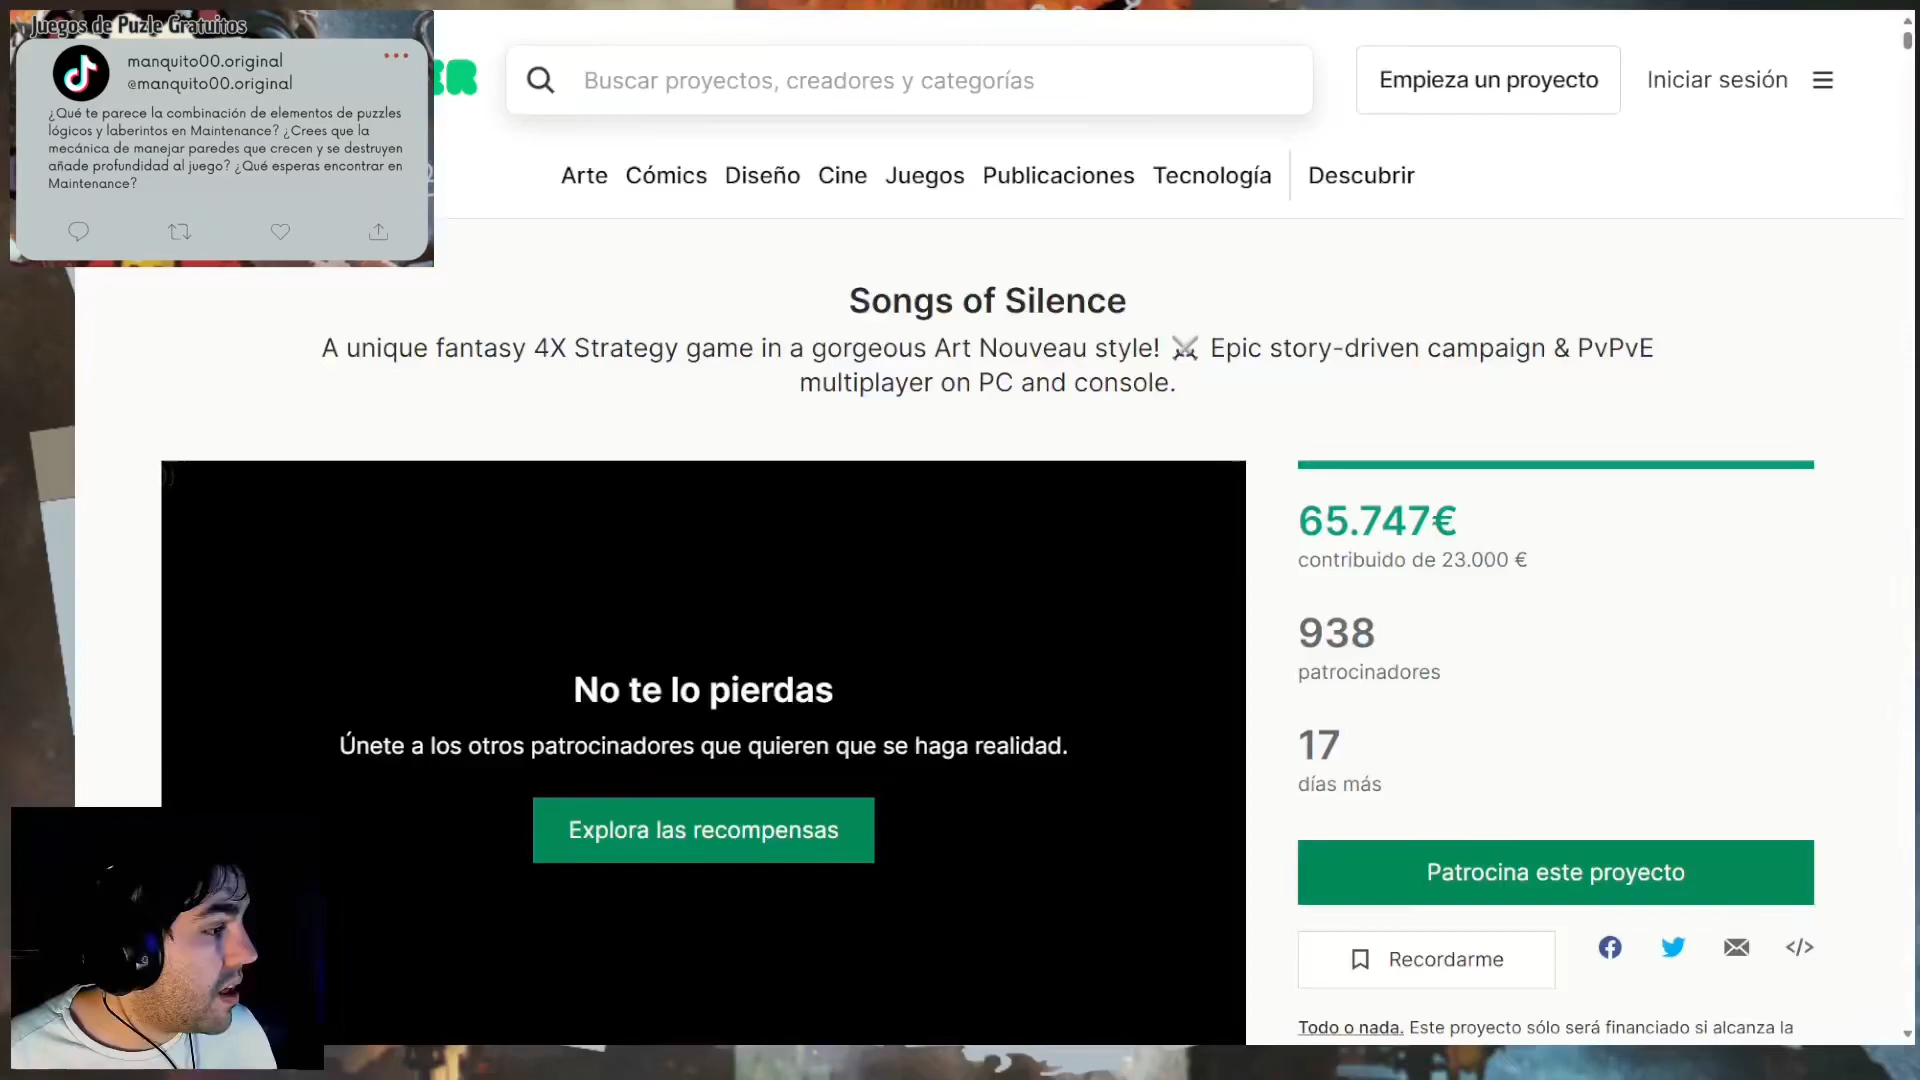 Juegos de Puzle Gratuitos
manquito00.original
@manquito00.original
¿Qué te parece la combinación de elementos de puzzles
lógicos y laberintos en Maintenance? ¿Crees que la
mecánica de manejar paredes que crecen y se destruyen
añade profundidad al juego? ¿Qué esperas encontrar en
Maintenance?
ER
Buscar proyectos, creadores y categorías
Empieza un proyecto
Iniciar sesión
Arte Cómics Diseño Cine Juegos Publicaciones Tecnología Descubrir
Songs of Silence
A unique fantasy 4X Strategy game in a gorgeous Art Nouveau style! ⚔ Epic story-driven campaign & PvPvE
multiplayer on PC and console.
No te lo pierdas
Únete a los otros patrocinadores que quieren que se haga realidad.
Explora las recompensas
65.747€
contribuido de 23.000 €
938
patrocinadores
17
días más
Patrocina este proyecto
Recordarme
Todo o nada. Este proyecto sólo será financiado si alcanza la